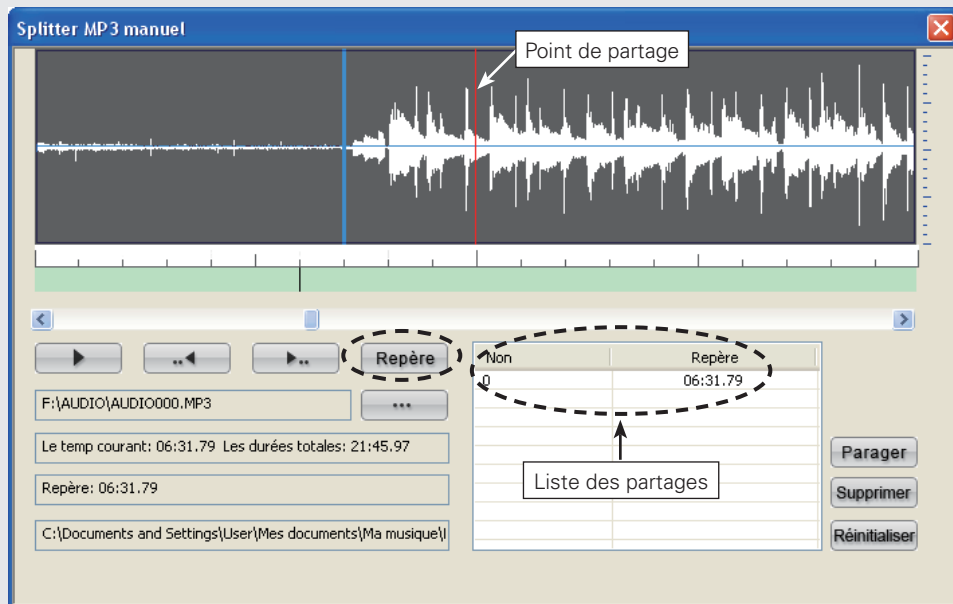 Splitter MP3 manuel
Point de partage
Repère
Non Repère
0 06:31.79
F:\AUDIO\AUDIO000.MP3
...
Le temp courant: 06:31.79 Les durées totales: 21:45.97
Repère: 06:31.79
C:\Documents and Settings\User\Mes documents\Ma musique\
Liste des partages
Parager
Supprimer
Réinitialiser